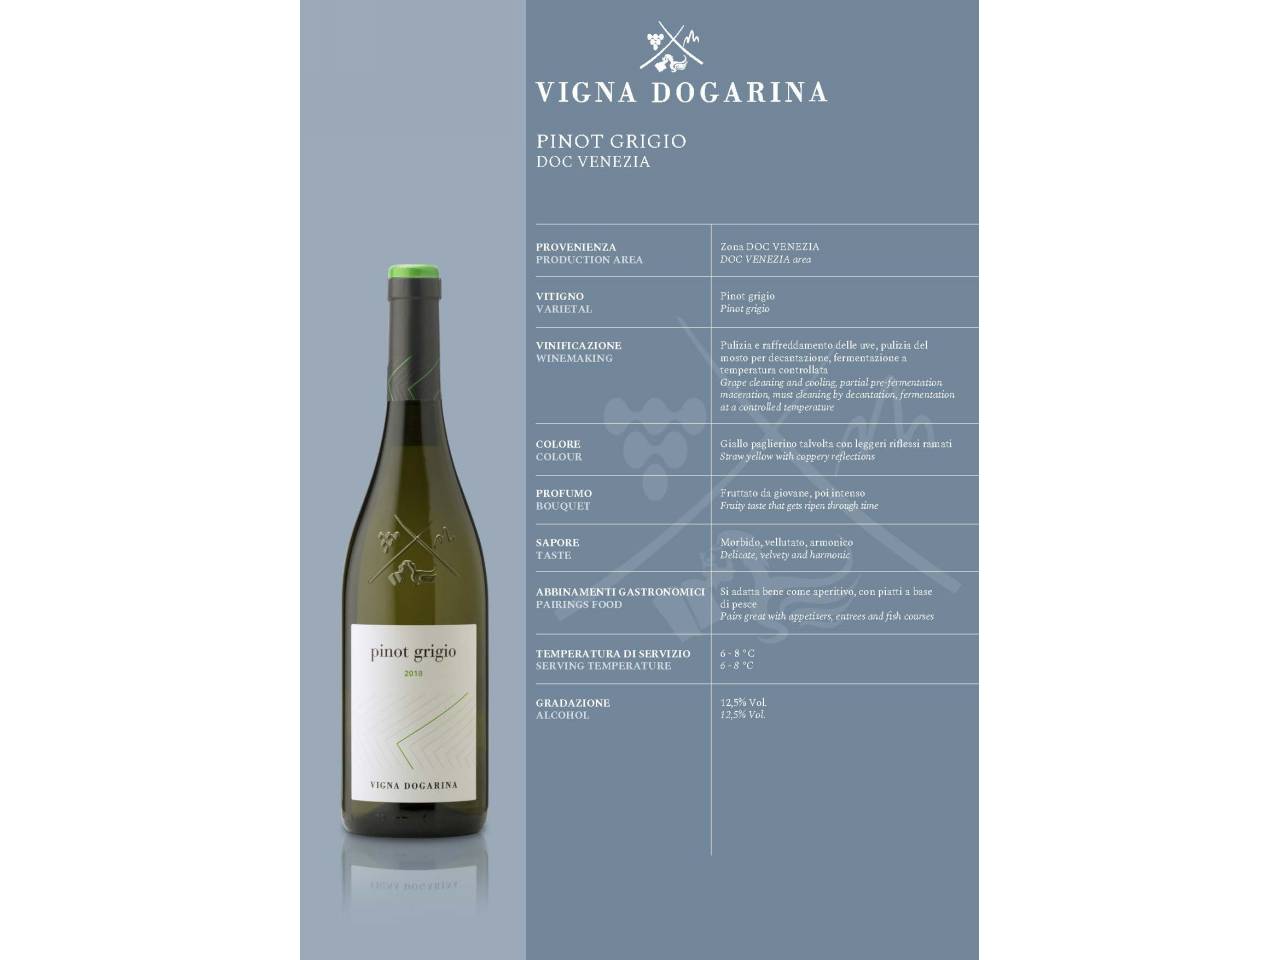 VIGNA DOGARINA
PINOT GRIGIO
DOC VENEZIA
PROVENIENZA
PRODUCTION AREA
Zona DOC VENEZIA
DOC VENEZIA area
VITIGNO
VARIETAL
Pinot grigio
Pinot grigio
VINIFICAZIONE
WINEMAKING
Pulizia e raffreddamento delle uve, pulizia del
mosto per decantazione, fermentazione a
temperatura controllata
Grape cleaning and cooling, partial pre-fermentation
maceration, must cleaning by decantation, fermentation
at a controlled temperature
COLORE
COLOUR
Giallo paglierino talvolta con leggeri riflessi ramati
Straw yellow with coppery reflections
PROFUMO
BOUQUET
Fruttato da giovane, poi intenso
Fruity taste that gets ripen through time
SAPORE
TASTE
Morbido, vellutato, armonico
Delicate, velvety and harmonic
ABBINAMENTI GASTRONOMICI
PAIRINGS FOOD
Si adatta bene come aperitivo, con piatti a base
di pesce
Pairs great with appetizers, entrees and fish courses
TEMPERATURA DI SERVIZIO
SERVING TEMPERATURE
6 - 8 °C
6 - 8 °C
GRADAZIONE
ALCOHOL
12,5% Vol.
12,5% Vol.
pinot grigio
2018
VIGNA DOGARINA